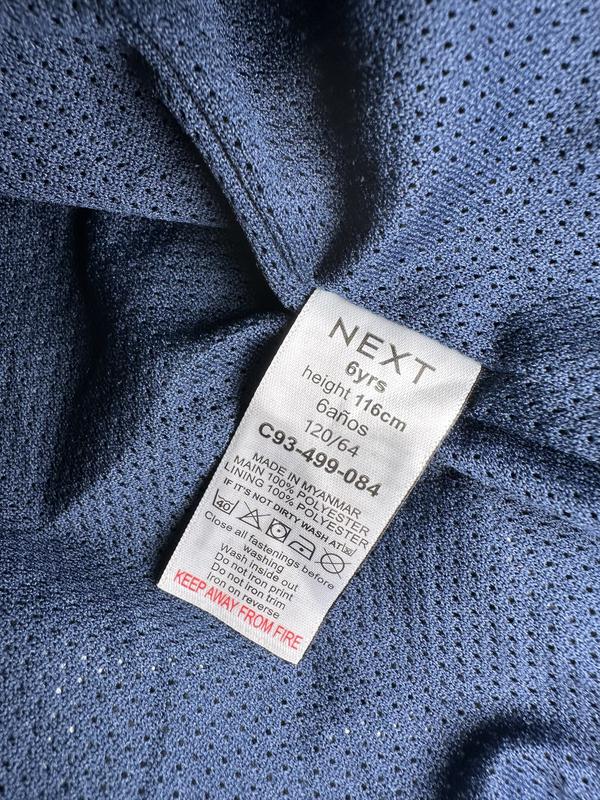 NEXT
6yrs
height 116cm
6años
120/64
C93-499-084
MADE IN MYANMAR
MAIN 100% POLYESTER
LINING 100% POLYESTER
IF IT'S NOT DIRTY WASH AT
40
Close all fastenings before
washing
Wash inside out
Do not iron print
Do not iron trim
Iron on reverse
KEEP AWAY FROM FIRE